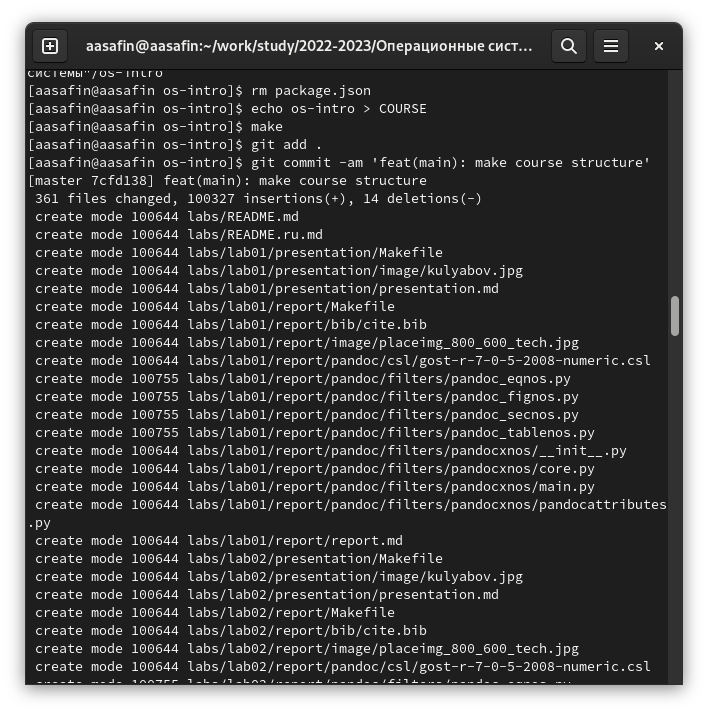 aasafin@aasafin:~/work/study/2022-2023/Операционные сист...
системы"/os-intro
[aasafin@aasafin os-intro]$ rm package.json
[aasafin@aasafin os-intro]$ echo os-intro > COURSE
[aasafin@aasafin os-intro]$ make
[aasafin@aasafin os-intro]$ git add .
[aasafin@aasafin os-intro]$ git commit -am 'feat(main): make course structure'
[master 7cfd138] feat(main): make course structure
 361 files changed, 100327 insertions(+), 14 deletions(-)
 create mode 100644 labs/README.md
 create mode 100644 labs/README.ru.md
 create mode 100644 labs/lab01/presentation/Makefile
 create mode 100644 labs/lab01/presentation/image/kulyabov.jpg
 create mode 100644 labs/lab01/presentation/presentation.md
 create mode 100644 labs/lab01/report/Makefile
 create mode 100644 labs/lab01/report/bib/cite.bib
 create mode 100644 labs/lab01/report/image/placeimg_800_600_tech.jpg
 create mode 100644 labs/lab01/report/pandoc/csl/gost-r-7-0-5-2008-numeric.csl
 create mode 100755 labs/lab01/report/pandoc/filters/pandoc_eqnos.py
 create mode 100755 labs/lab01/report/pandoc/filters/pandoc_fignos.py
 create mode 100755 labs/lab01/report/pandoc/filters/pandoc_secnos.py
 create mode 100755 labs/lab01/report/pandoc/filters/pandoc_tablenos.py
 create mode 100644 labs/lab01/report/pandoc/filters/pandocxnos/__init__.py
 create mode 100644 labs/lab01/report/pandoc/filters/pandocxnos/core.py
 create mode 100644 labs/lab01/report/pandoc/filters/pandocxnos/main.py
 create mode 100644 labs/lab01/report/pandoc/filters/pandocxnos/pandocattributes
.py
 create mode 100644 labs/lab01/report/report.md
 create mode 100644 labs/lab02/presentation/Makefile
 create mode 100644 labs/lab02/presentation/image/kulyabov.jpg
 create mode 100644 labs/lab02/presentation/presentation.md
 create mode 100644 labs/lab02/report/Makefile
 create mode 100644 labs/lab02/report/bib/cite.bib
 create mode 100644 labs/lab02/report/image/placeimg_800_600_tech.jpg
 create mode 100644 labs/lab02/report/pandoc/csl/gost-r-7-0-5-2008-numeric.csl
 create mode 100755 labs/lab02/report/pandoc/filters/pandoc_eqnos.py